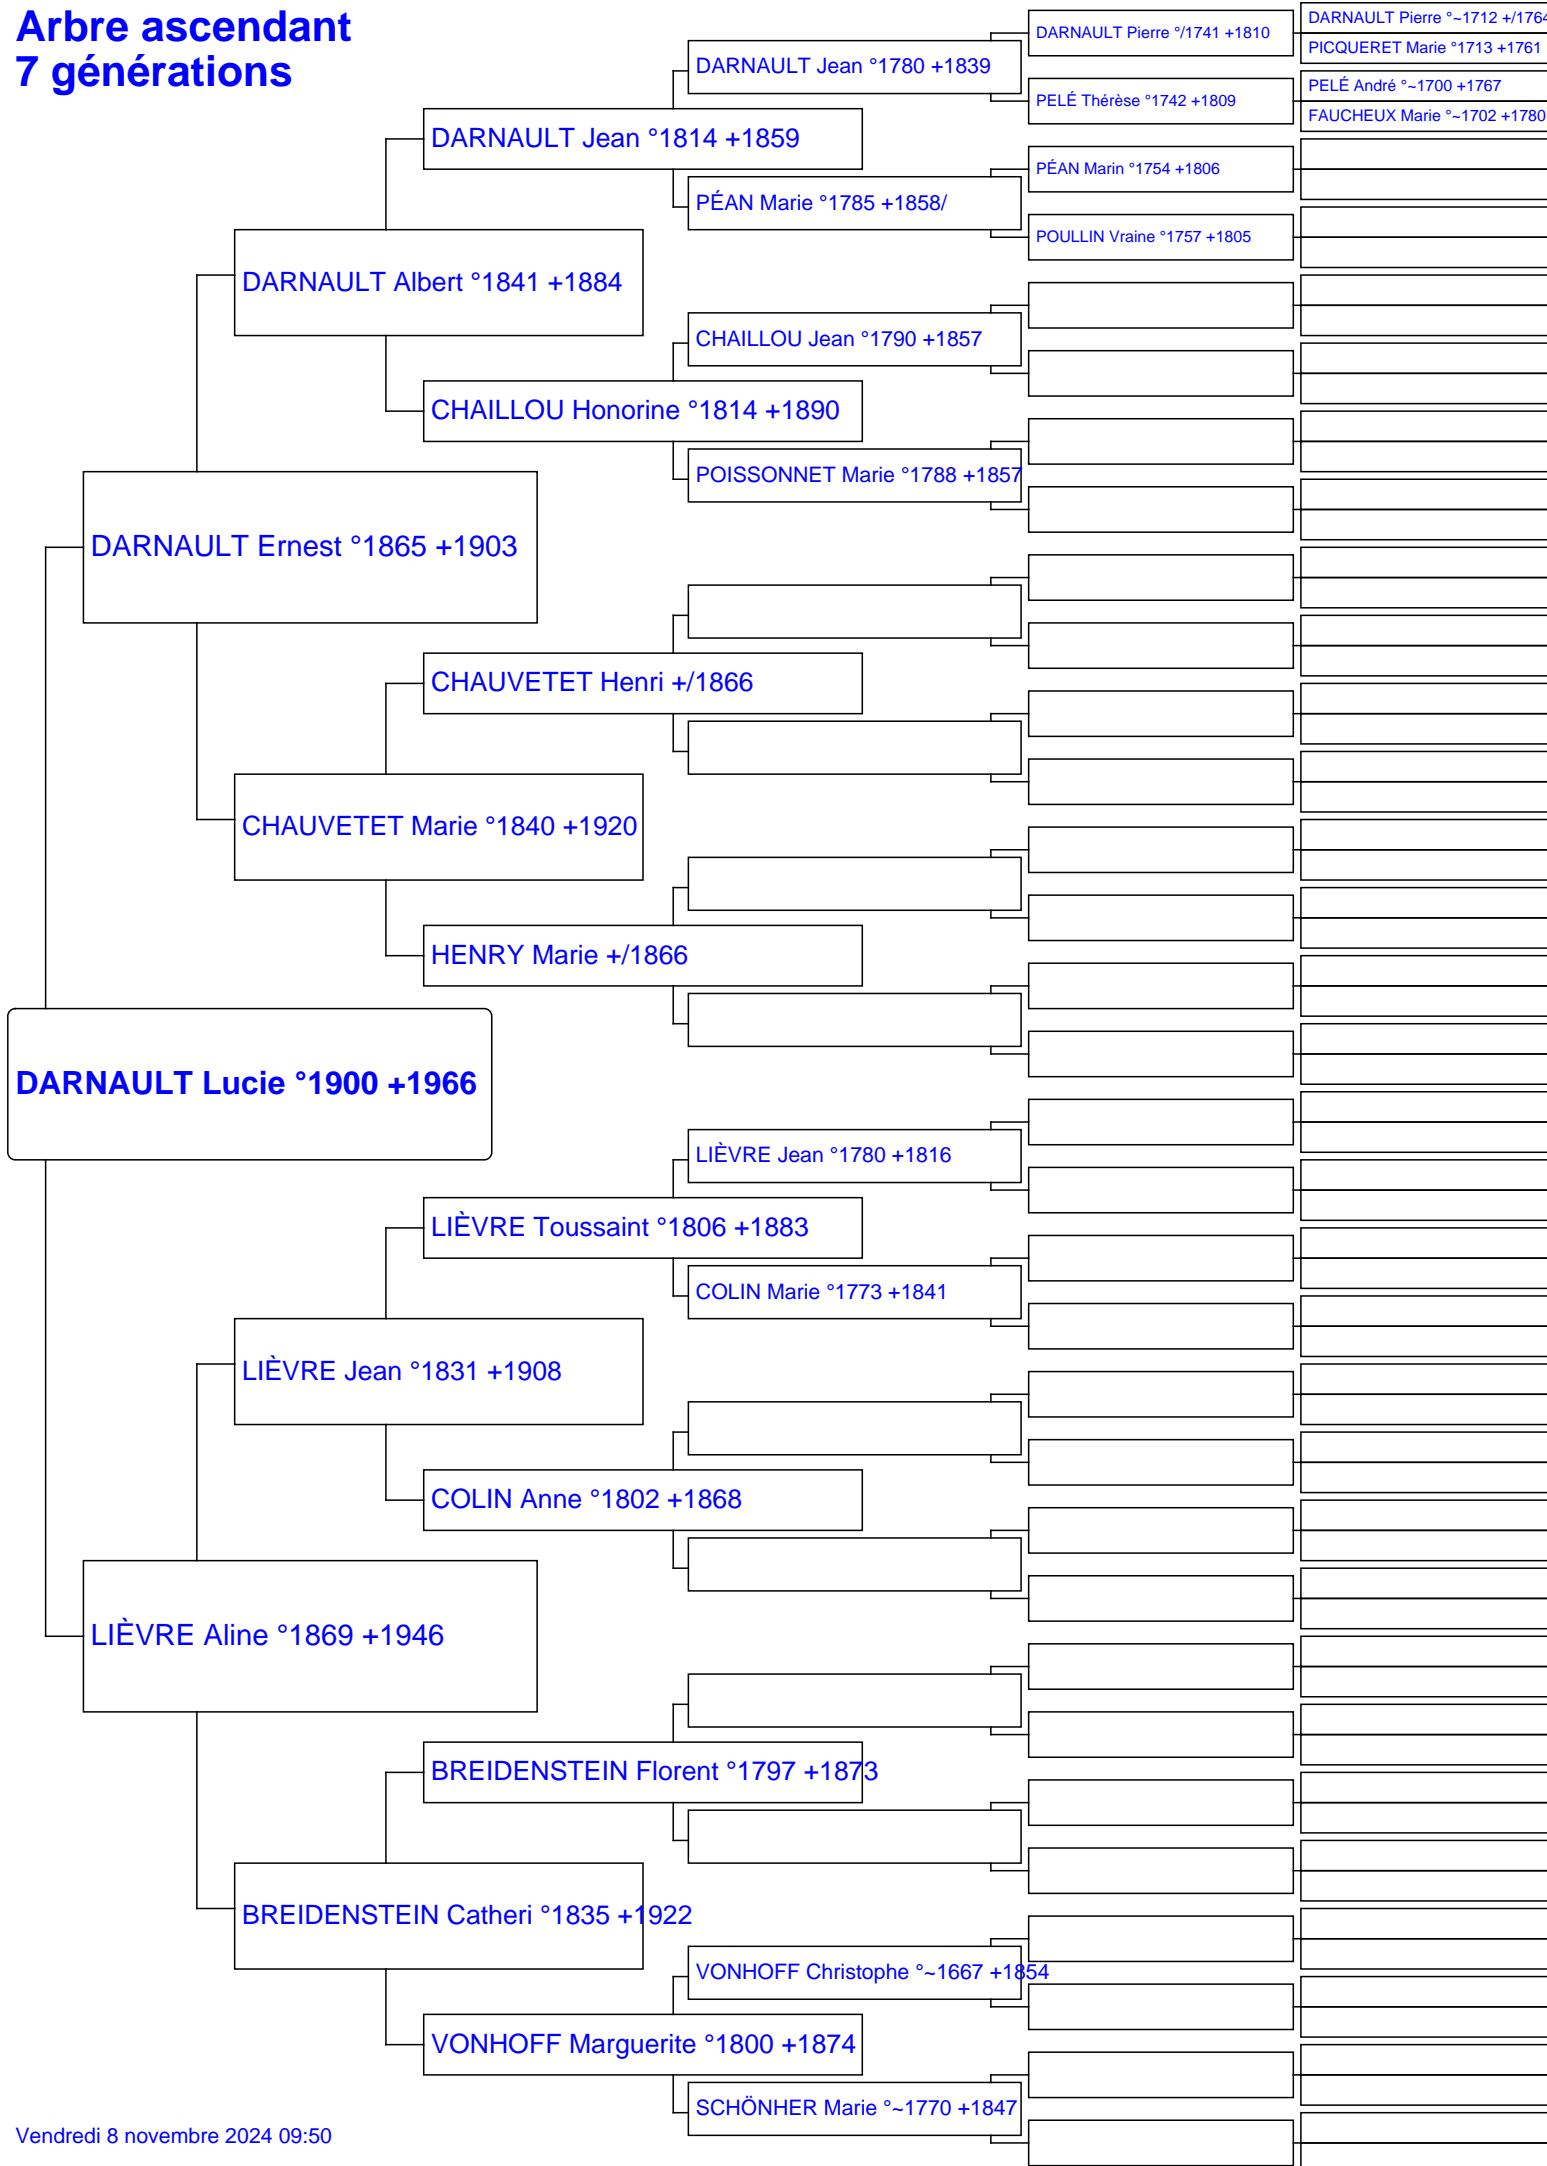 Arbre ascendant
7 générations
DARNAULT Lucie °1900 +1966
DARNAULT Ernest °1865 +1903
LIÈVRE Aline °1869 +1946
DARNAULT Albert °1841 +1884
CHAUVETET Marie °1840 +1920
LIÈVRE Jean °1831 +1908
BREIDENSTEIN Catheri °1835 +1922
DARNAULT Jean °1814 +1859
CHAILLOU Honorine °1814 +1890
CHAUVETET Henri +/1866
HENRY Marie +/1866
LIÈVRE Toussaint °1806 +1883
COLIN Anne °1802 +1868
BREIDENSTEIN Florent °1797 +1873
VONHOFF Marguerite °1800 +1874
DARNAULT Jean °1780 +1839
PÉAN Marie °1785 +1858/
CHAILLOU Jean °1790 +1857
POISSONNET Marie °1788 +1857
LIÈVRE Jean °1780 +1816
COLIN Marie °1773 +1841
VONHOFF Christophe °~1667 +1854
SCHÖNHER Marie °~1770 +1847
DARNAULT Pierre °/1741 +1810
PELÉ Thérèse °1742 +1809
PÉAN Marin °1754 +1806
POULLIN Vraine °1757 +1805
DARNAULT Pierre °~1712 +/1764
PICQUERET Marie °1713 +1761
PELÉ André °~1700 +1767
FAUCHEUX Marie °~1702 +1780
Vendredi 8 novembre 2024 09:50